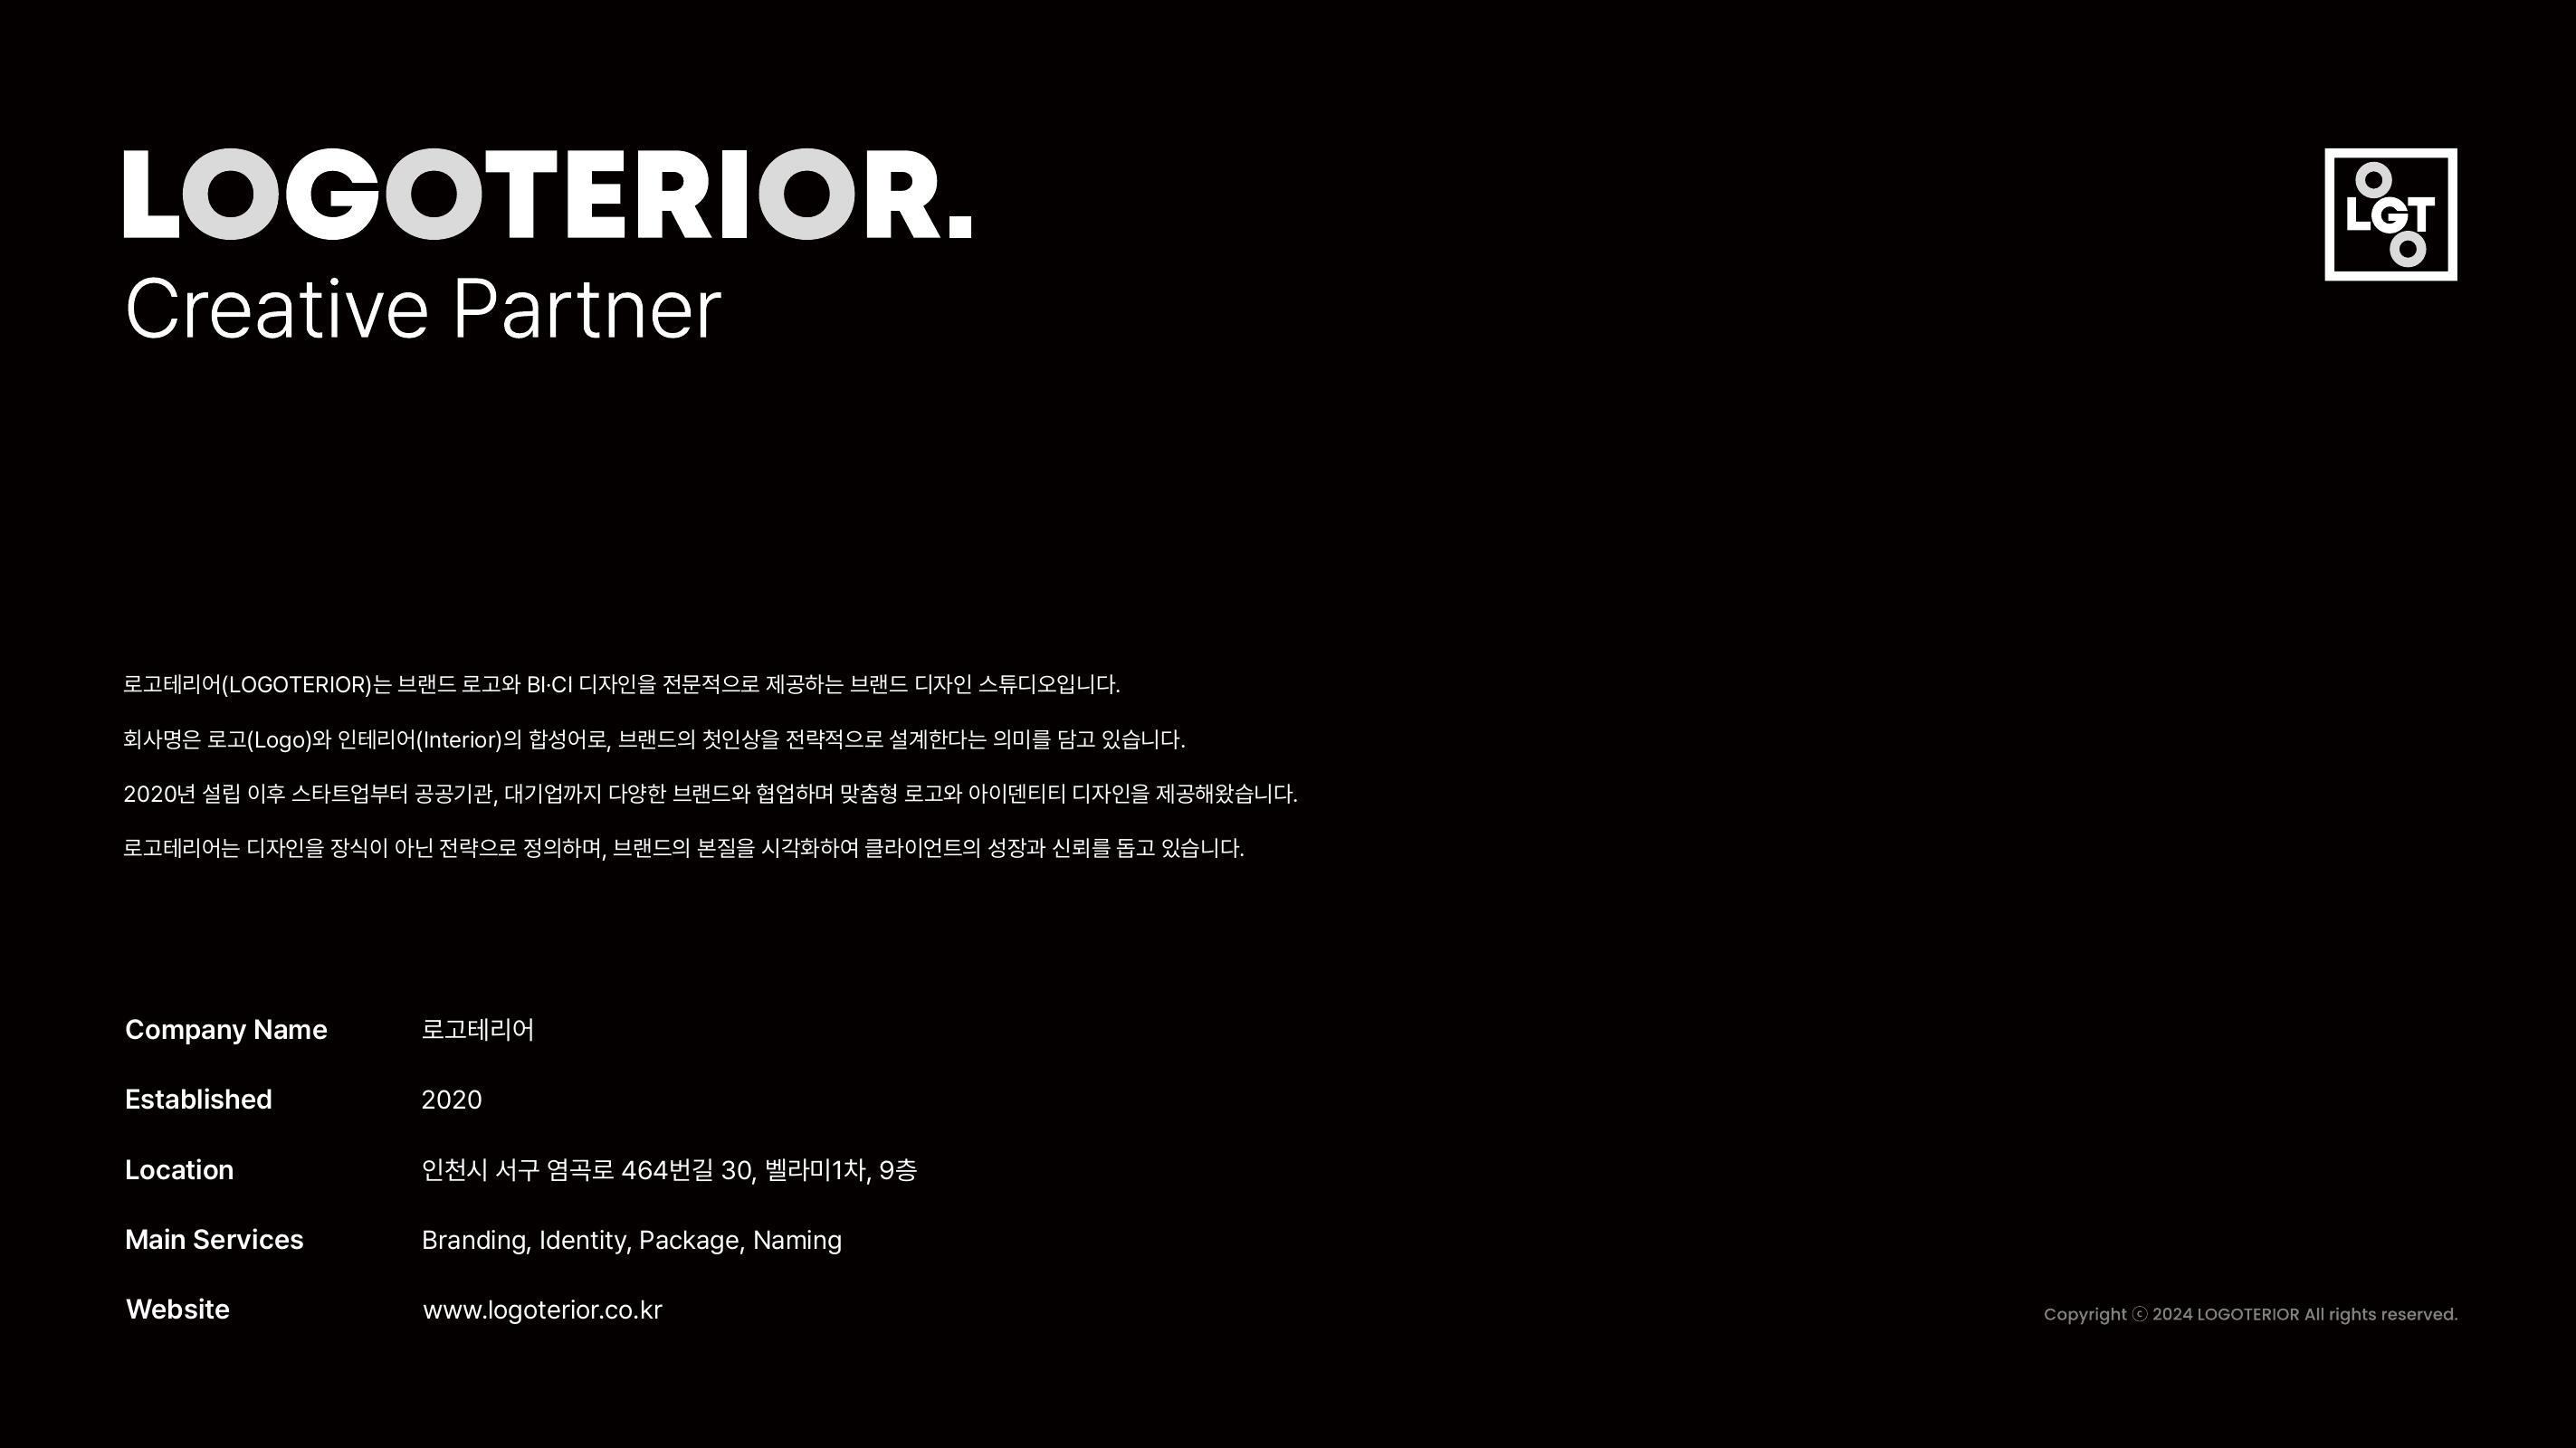 LOGOTERIOR.
Creative Partner
O
LGT
O
로고테리어(LOGOTERIOR)는 브랜드 로고와 BI·CI 디자인을 전문적으로 제공하는 브랜드 디자인 스튜디오입니다.
회사명은 로고(Logo)와 인테리어(Interior)의 합성어로, 브랜드의 첫인상을 전략적으로 설계한다는 의미를 담고 있습니다.
2020년 설립 이후 스타트업부터 공공기관, 대기업까지 다양한 브랜드와 협업하며 맞춤형 로고와 아이덴티티 디자인을 제공해왔습니다.
로고테리어는 디자인을 장식이 아닌 전략으로 정의하며, 브랜드의 본질을 시각화하여 클라이언트의 성장과 신뢰를 돕고 있습니다.
Company Name 로고테리어
Established 2020
Location 인천시 서구 염곡로 464번길 30, 벨라미1차, 9층
Main Services Branding, Identity, Package, Naming
Website www.logoterior.co.kr
Copyright ⓒ 2024 LOGOTERIOR All rights reserved.